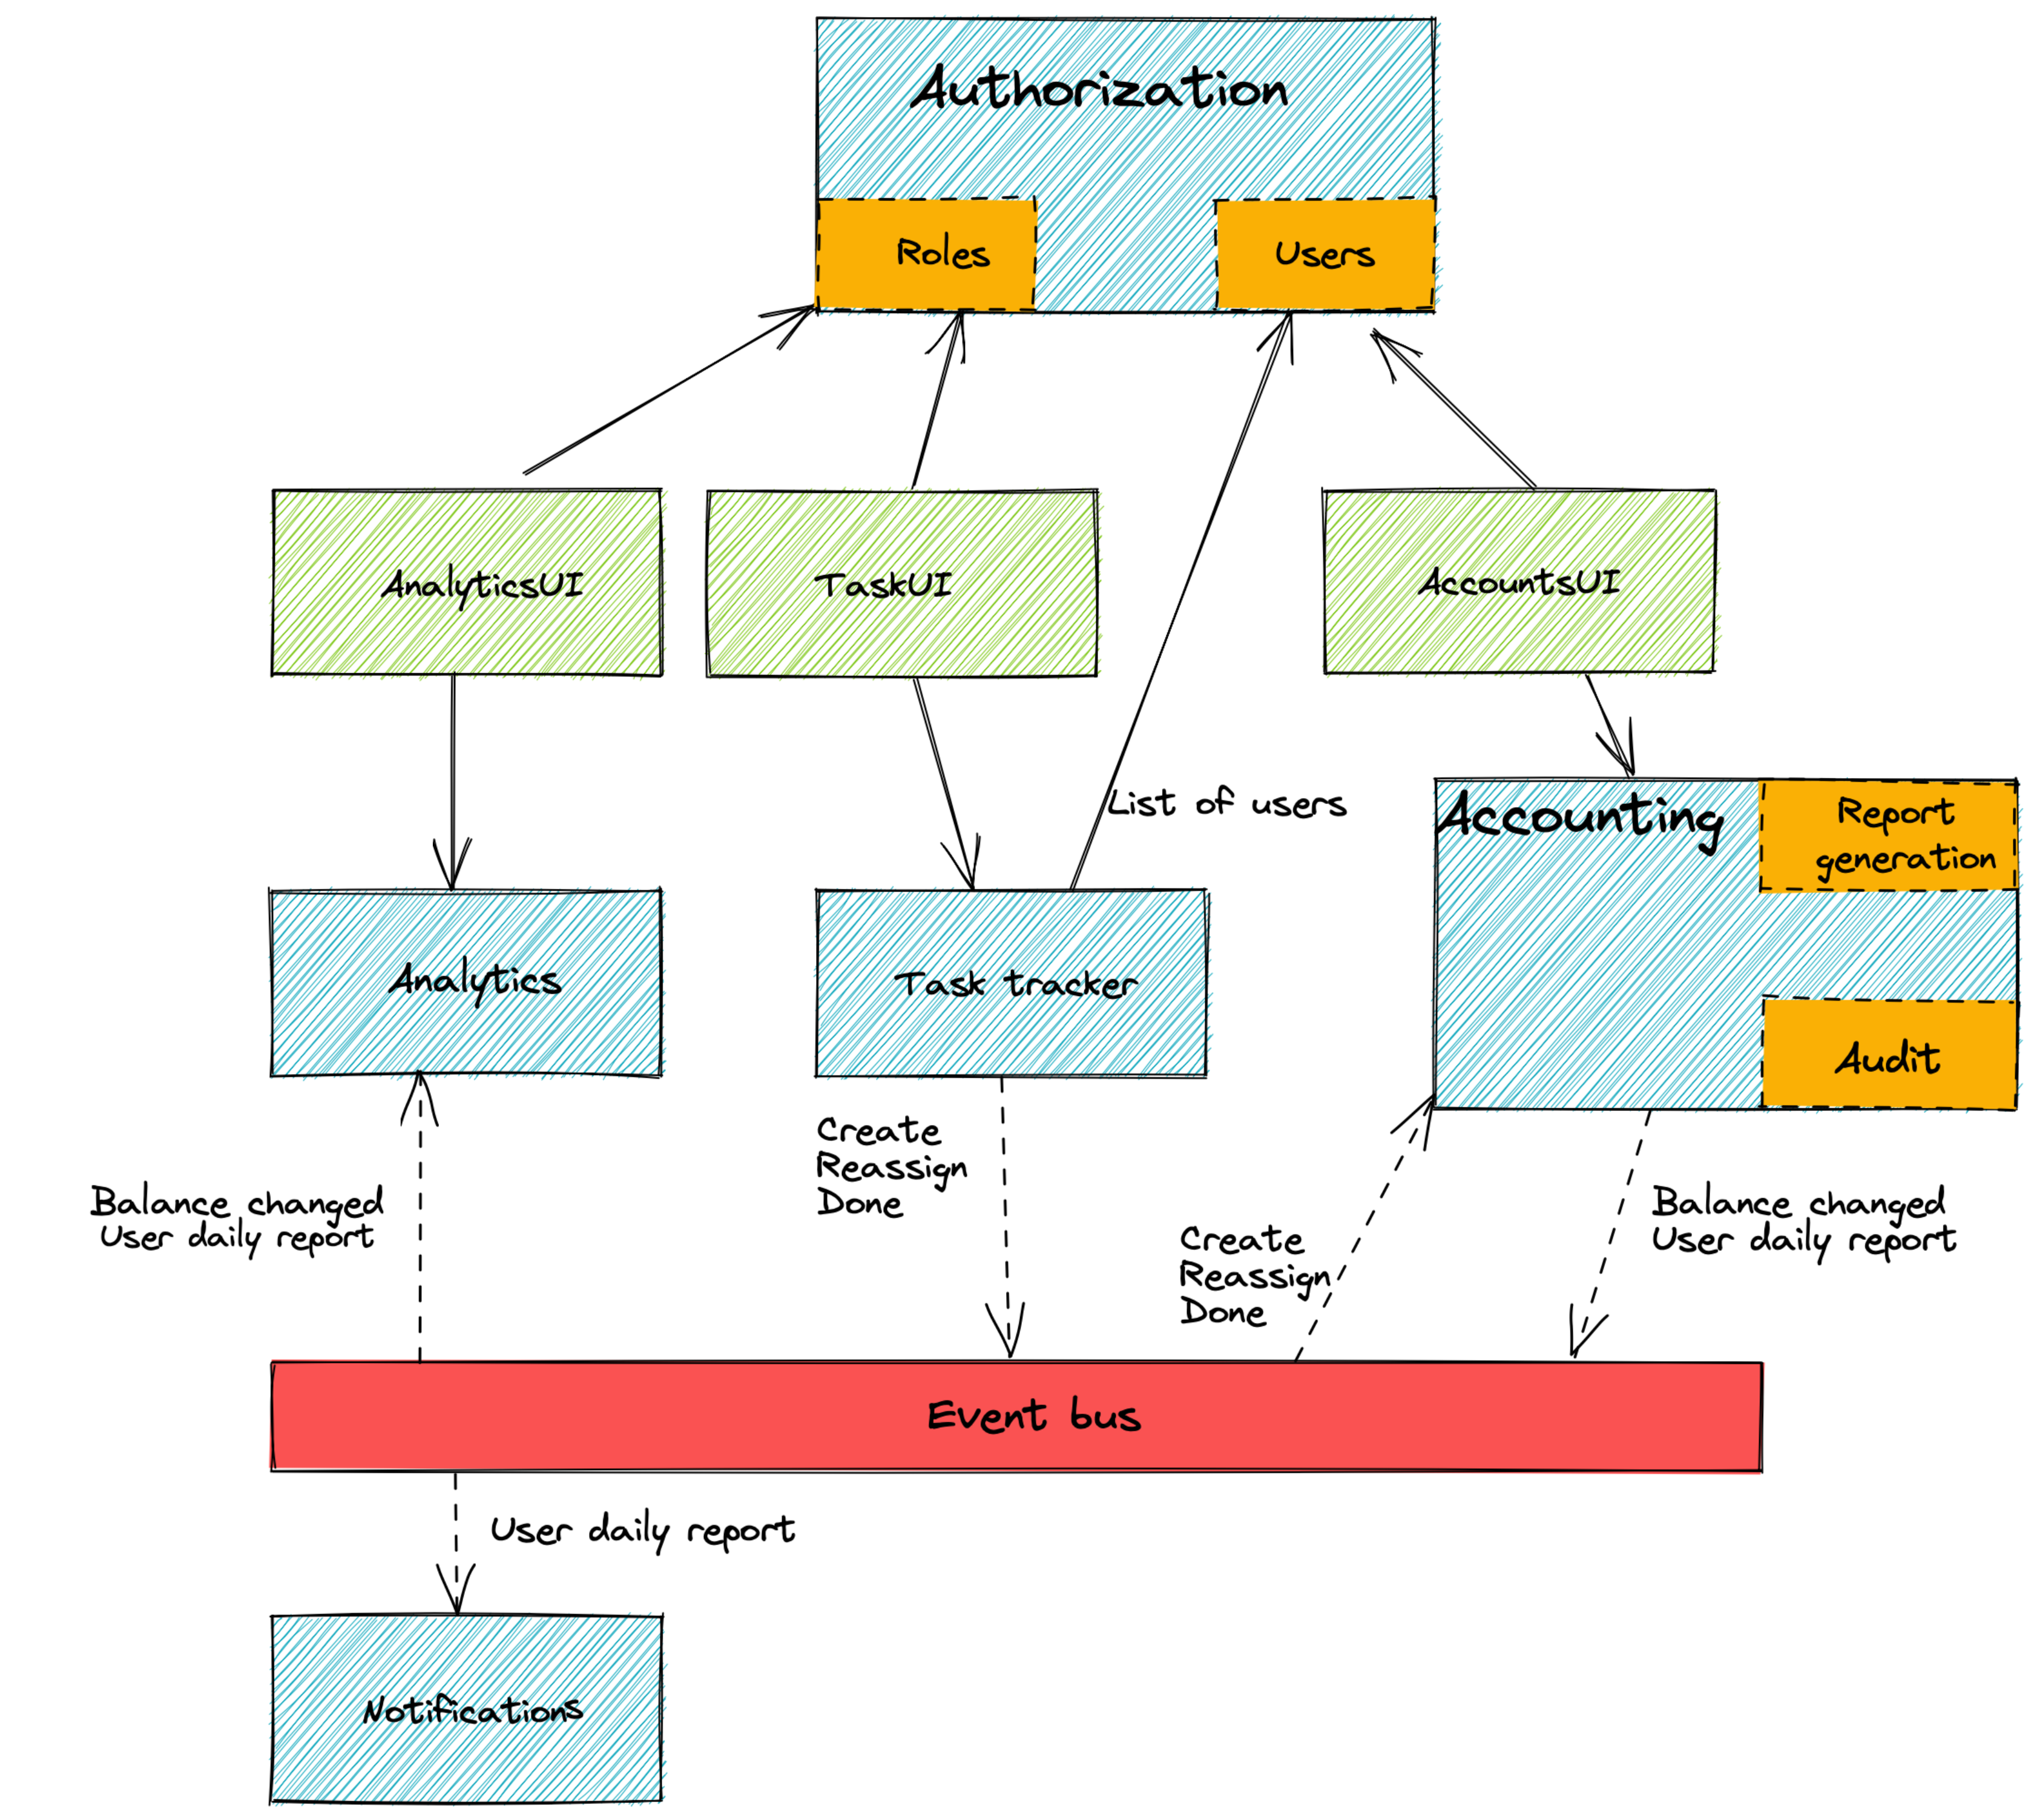 Authorization
Roles
Users
AnalyticsUI
TaskUI
AccountsUI
List of users
Accounting
Report
generation
Analytics
Task tracker
Audit
Create
Reassign
Done
Balance changed
User daily report
Create
Reassign
Done
Balance changed
User daily report
Event bus
User daily report
Notifications